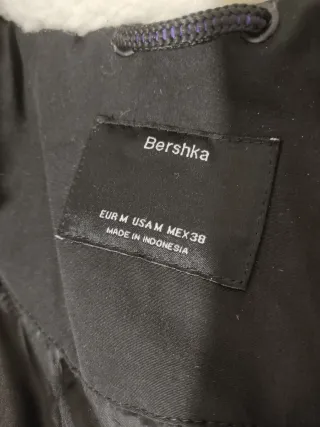 Bershka
EUR M USA M MEX 38
MADE IN INDONESIA